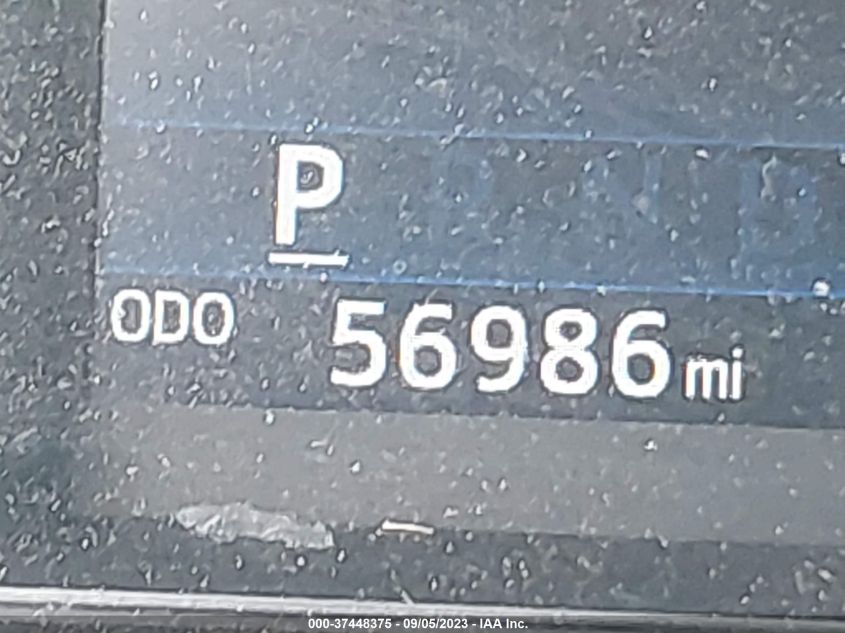 P R N D
ODO 56986 mi
000-37448375 - 09/05/2023 - IAA Inc.